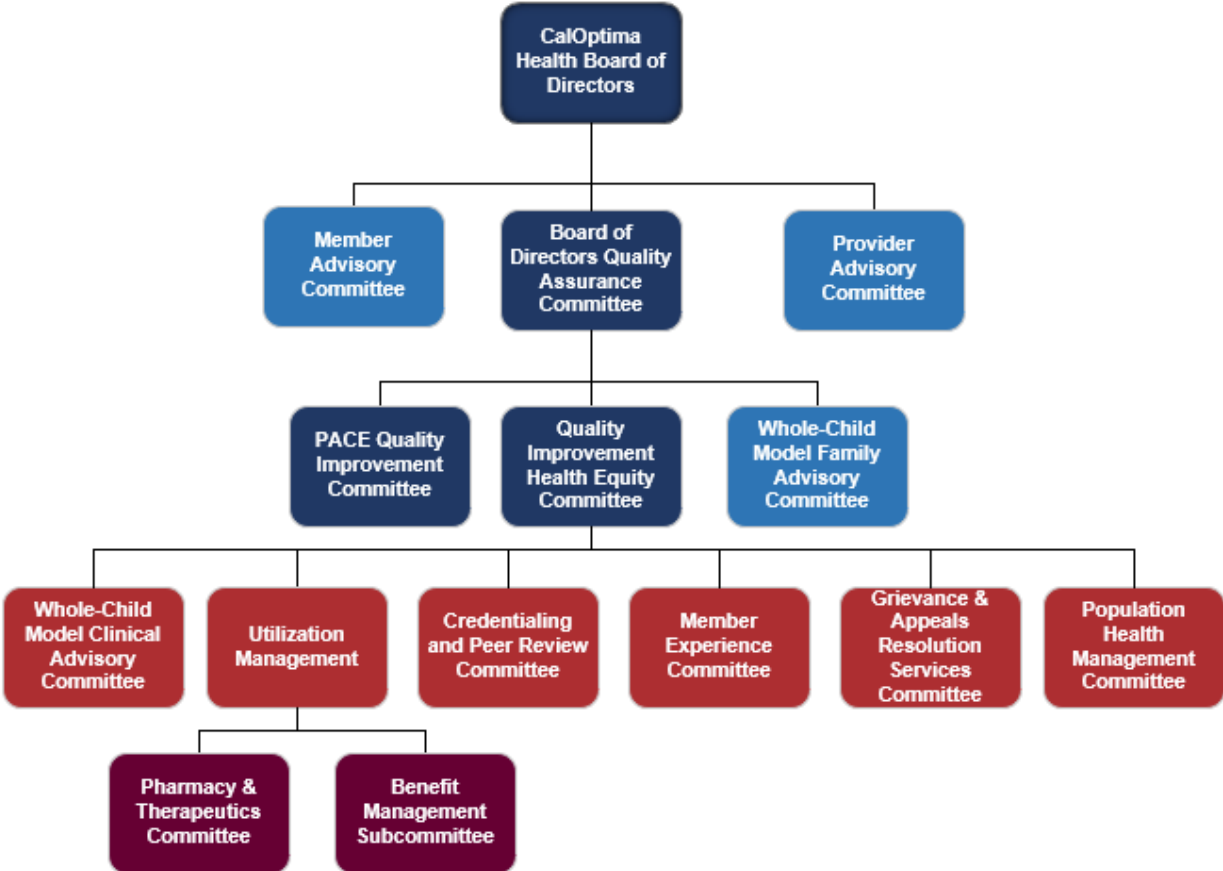 CalOptima
Health Board of
Directors
Member
Advisory
Committee
Board of
Directors Quality
Assurance
Committee
Provider
Advisory
Committee
PACE Quality
Improvement
Committee
Quality
Improvement
Health Equity
Committee
Whole-Child
Model Family
Advisory
Committee
Whole-Child
Model Clinical
Advisory
Committee
Utilization
Management
Credentialing
and Peer Review
Committee
Member
Experience
Committee
Grievance &
Appeals
Resolution
Services
Committee
Population
Health
Management
Committee
Pharmacy &
Therapeutics
Committee
Benefit
Management
Subcommittee